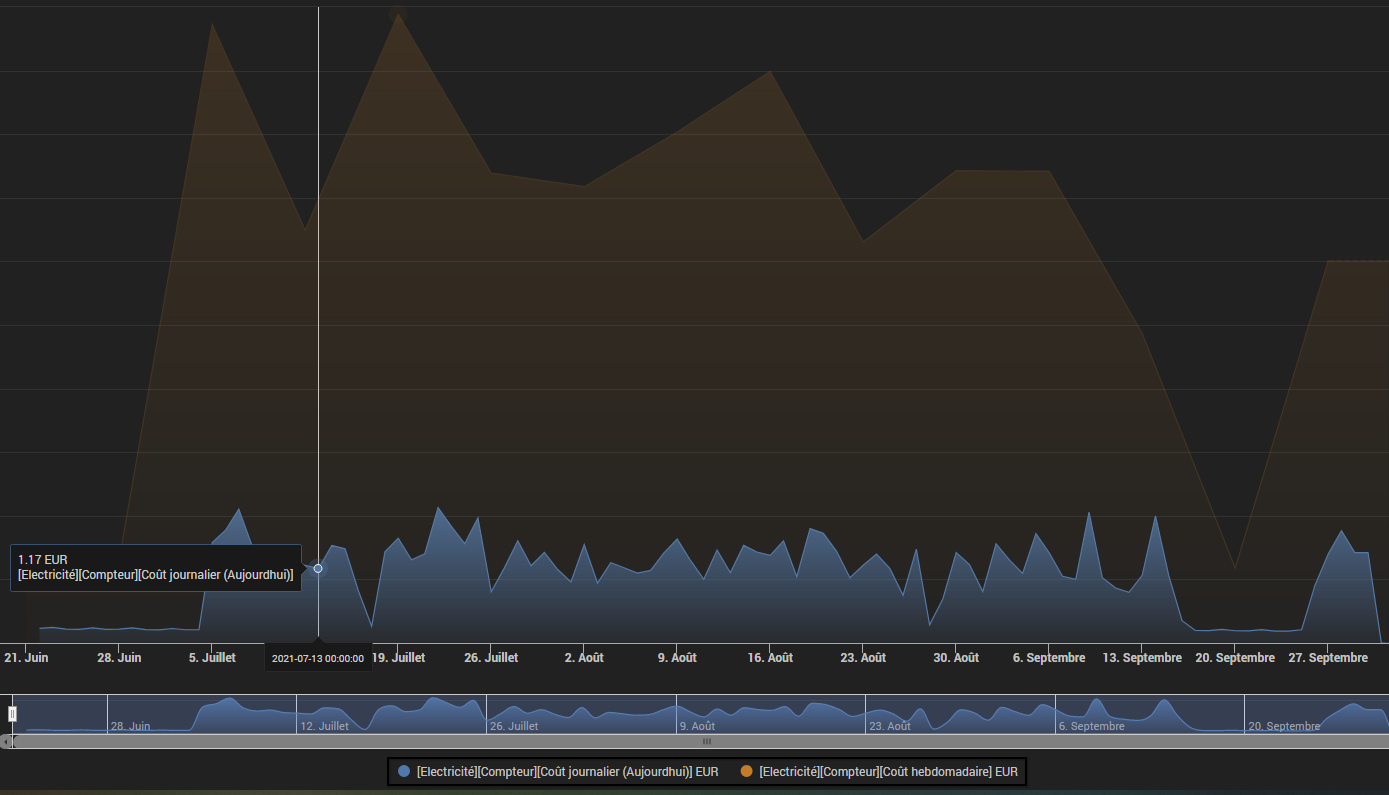 1.17 EUR
[Electricité][Compteur][Coût journalier (Aujourdhui)]
21. Juin 28. Juin 5. Juillet 2021-07-13 00:00:00 19. Juillet 26. Juillet 2. Août 9. Août 16. Août 23. Août 30. Août 6. Septembre 13. Septembre 20. Septembre 27. Septembre
28. Juin 12. Juillet 26. Juillet 9. Août 23. Août 6. Septembre 20. Septembre
[Electricité][Compteur][Coût journalier (Aujourdhui)] EUR [Electricité][Compteur][Coût hebdomadaire] EUR